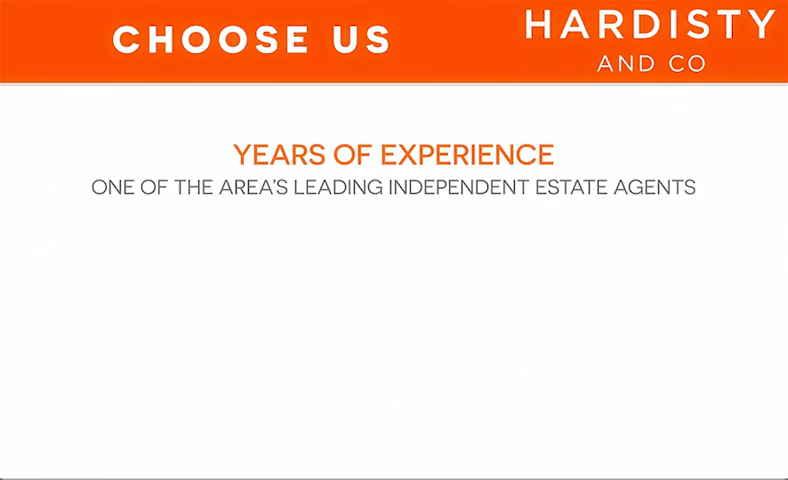 CHOOSE US
HARDISTY
AND CO
YEARS OF EXPERIENCE
ONE OF THE AREA'S LEADING INDEPENDENT ESTATE AGENTS